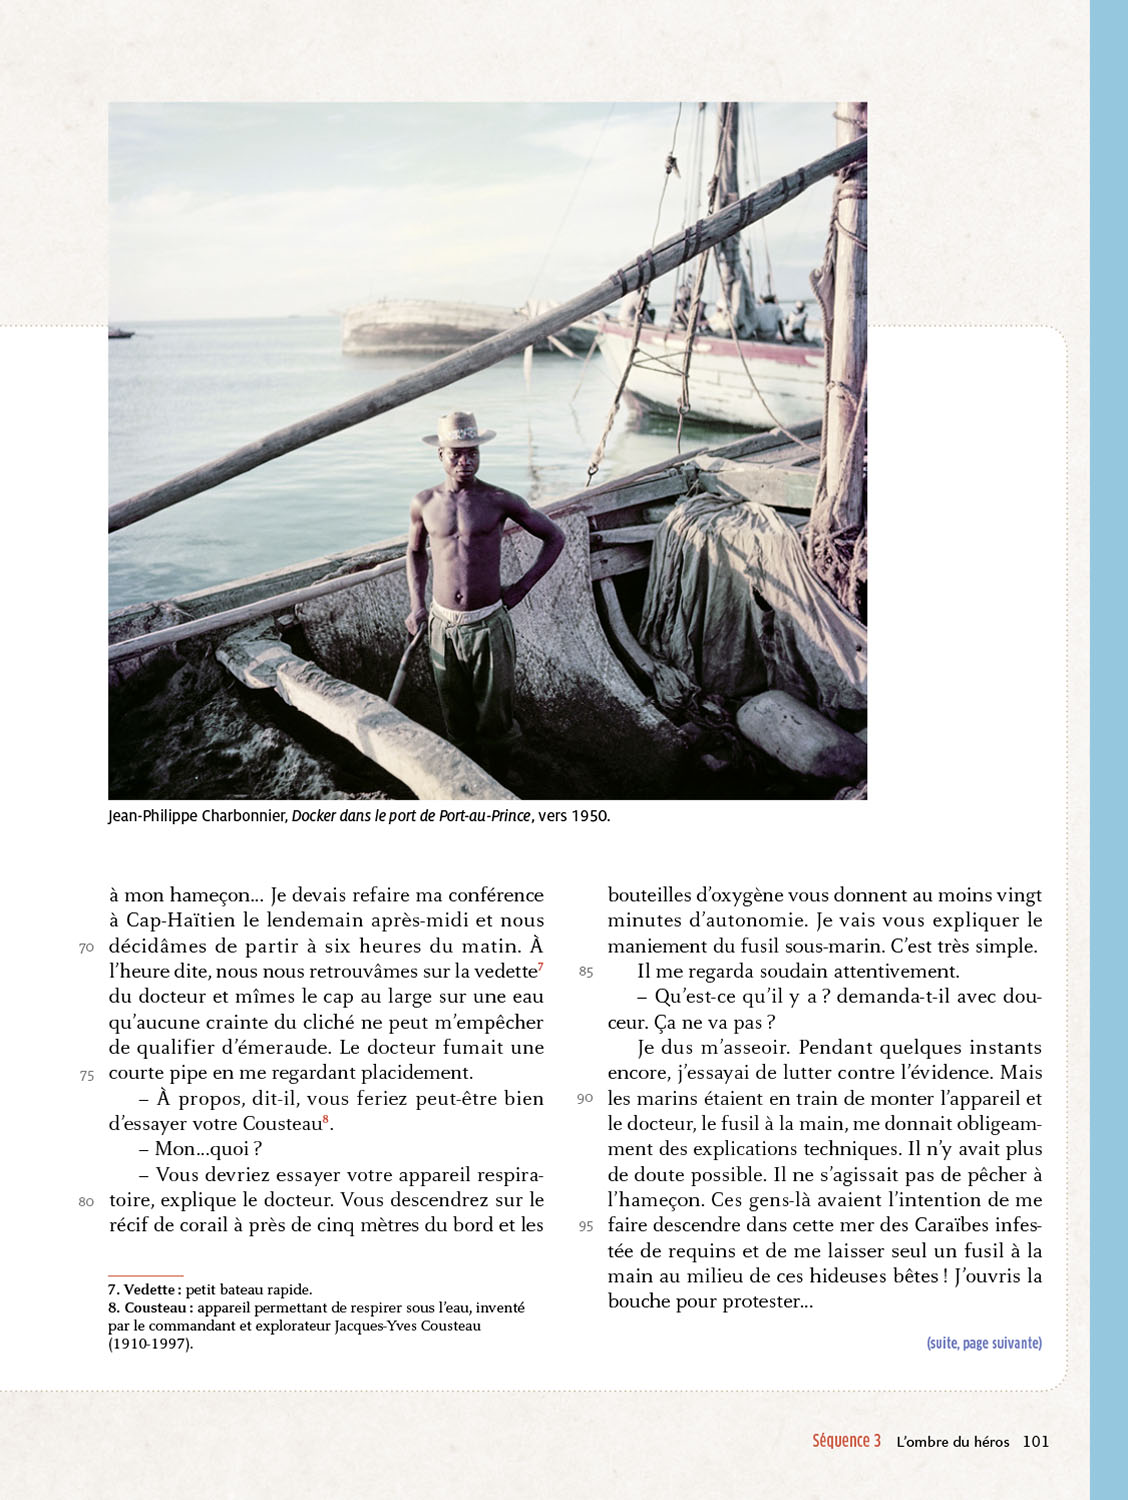 Jean-Philippe Charbonnier, Docker dans le port de Port-au-Prince, vers 1950.
à mon hameçon... Je devais refaire ma conférence
à Cap-Haïtien le lendemain après-midi et nous
70 décidâmes de partir à six heures du matin. À
l'heure dite, nous nous retrouvâmes sur la vedette7
du docteur et mîmes le cap au large sur une eau
qu'aucune crainte du cliché ne peut m'empêcher
de qualifier d'émeraude. Le docteur fumait une
75 courte pipe en me regardant placidement.
– À propos, dit-il, vous feriez peut-être bien
d'essayer votre Cousteau8.
– Mon...quoi ?
– Vous devriez essayer votre appareil respira-
80 toire, explique le docteur. Vous descendrez sur le
récif de corail à près de cinq mètres du bord et les
7. Vedette : petit bateau rapide.
8. Cousteau : appareil permettant de respirer sous l'eau, inventé
par le commandant et explorateur Jacques-Yves Cousteau
(1910-1997).
bouteilles d'oxygène vous donnent au moins vingt
minutes d'autonomie. Je vais vous expliquer le
maniement du fusil sous-marin. C'est très simple.
85 Il me regarda soudain attentivement.
– Qu'est-ce qu'il y a ? demanda-t-il avec dou-
ceur. Ça ne va pas ?
Je dus m'asseoir. Pendant quelques instants
encore, j'essayai de lutter contre l'évidence. Mais
90 les marins étaient en train de monter l'appareil et
le docteur, le fusil à la main, me donnait obligeam-
ment des explications techniques. Il n'y avait plus
de doute possible. Il ne s'agissait pas de pêcher à
l'hameçon. Ces gens-là avaient l'intention de me
95 faire descendre dans cette mer des Caraïbes infes-
tée de requins et de me laisser seul un fusil à la
main au milieu de ces hideuses bêtes ! J'ouvris la
bouche pour protester...
(suite, page suivante)
Séquence 3 L'ombre du héros 101